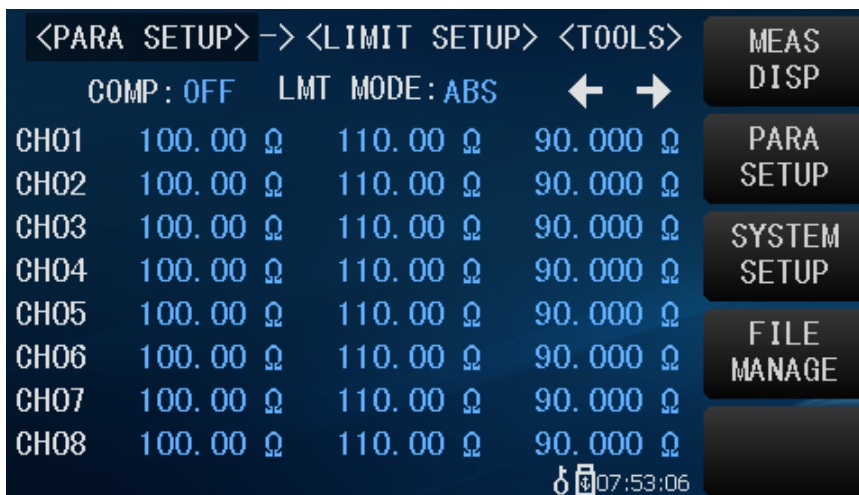 <PARA SETUP> -> <LIMIT SETUP> <TOOLS>
COMP: OFF LMT MODE: ABS ← →
CH01 100.00 Ω 110.00 Ω 90.000 Ω
CH02 100.00 Ω 110.00 Ω 90.000 Ω
CH03 100.00 Ω 110.00 Ω 90.000 Ω
CH04 100.00 Ω 110.00 Ω 90.000 Ω
CH05 100.00 Ω 110.00 Ω 90.000 Ω
CH06 100.00 Ω 110.00 Ω 90.000 Ω
CH07 100.00 Ω 110.00 Ω 90.000 Ω
CH08 100.00 Ω 110.00 Ω 90.000 Ω
07:53:06
MEAS
DISP
PARA
SETUP
SYSTEM
SETUP
FILE
MANAGE